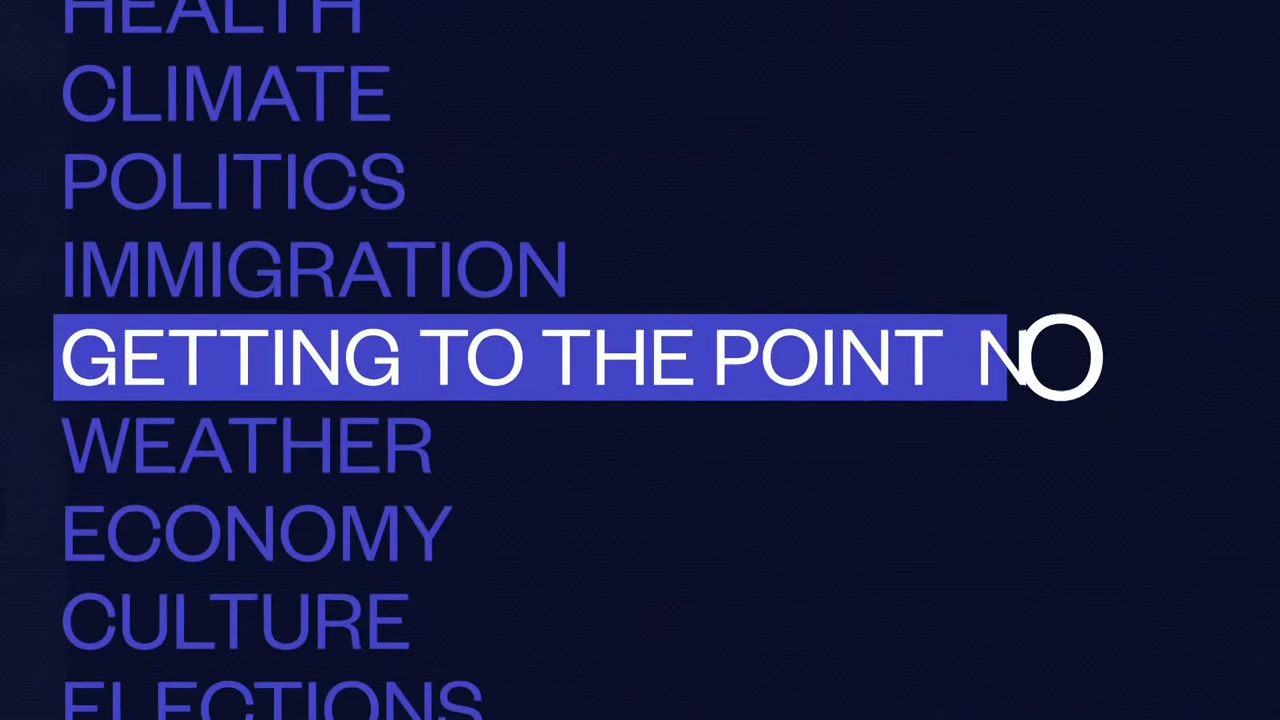 HEALTH
CLIMATE
POLITICS
IMMIGRATION
GETTING TO THE POINT NO
WEATHER
ECONOMY
CULTURE
ELECTIONS